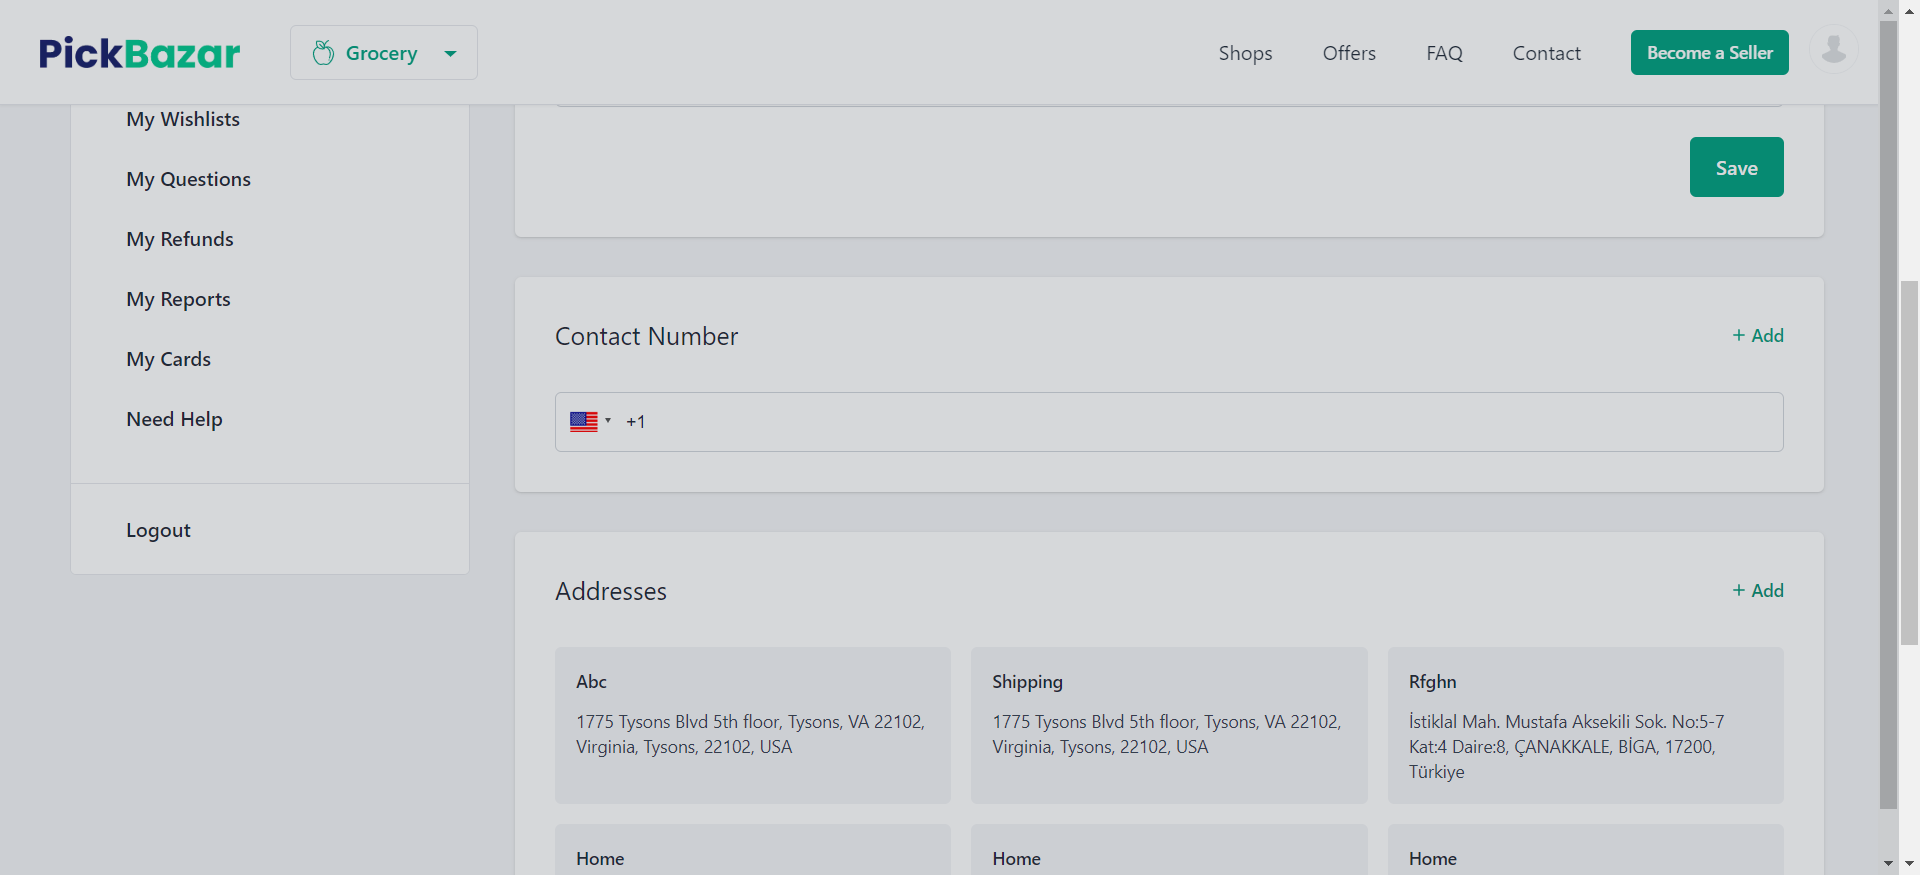 PickBazar
Grocery
Shops
Offers
FAQ
Contact
Become a Seller
My Wishlists
My Questions
My Refunds
My Reports
My Cards
Need Help
Logout
Save
Contact Number
+ Add
+1
Addresses
+ Add
Abc
1775 Tysons Blvd 5th floor, Tysons, VA 22102,
Virginia, Tysons, 22102, USA
Shipping
1775 Tysons Blvd 5th floor, Tysons, VA 22102,
Virginia, Tysons, 22102, USA
Rfghn
İstiklal Mah. Mustafa Aksekili Sok. No:5-7
Kat:4 Daire:8, ÇANAKKALE, BİGA, 17200,
Türkiye
Home
Home
Home